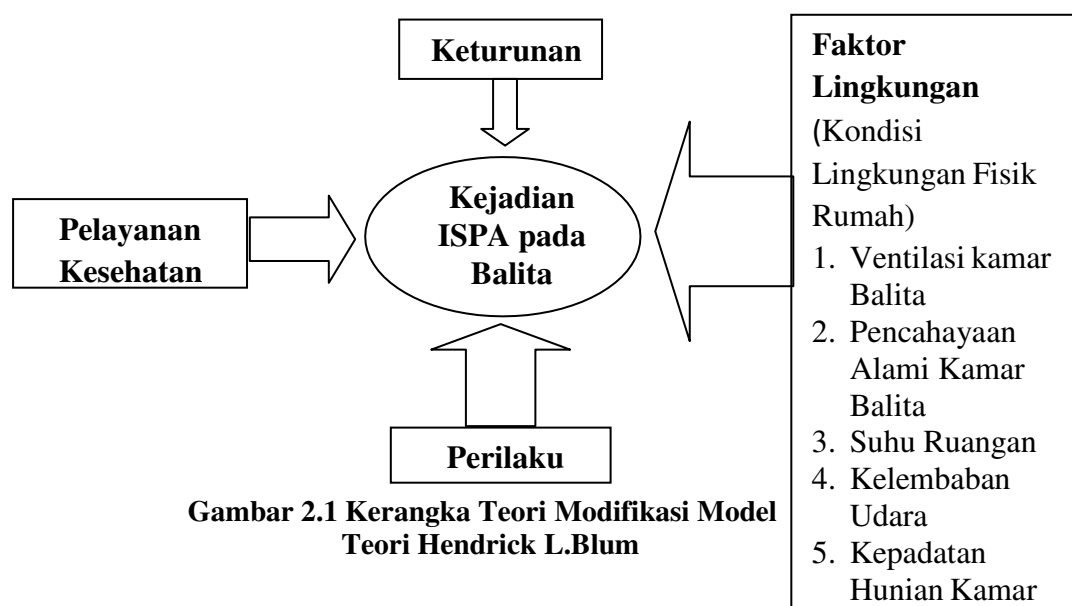 Keturunan
Pelayanan
Kesehatan
Kejadian
ISPA pada
Balita
Perilaku
Faktor
Lingkungan
(Kondisi
Lingkungan Fisik
Rumah)
1. Ventilasi kamar
Balita
2. Pencahayaan
Alami Kamar
Balita
3. Suhu Ruangan
4. Kelembaban
Udara
5. Kepadatan
Hunian Kamar
Gambar 2.1 Kerangka Teori Modifikasi Model
Teori Hendrick L.Blum